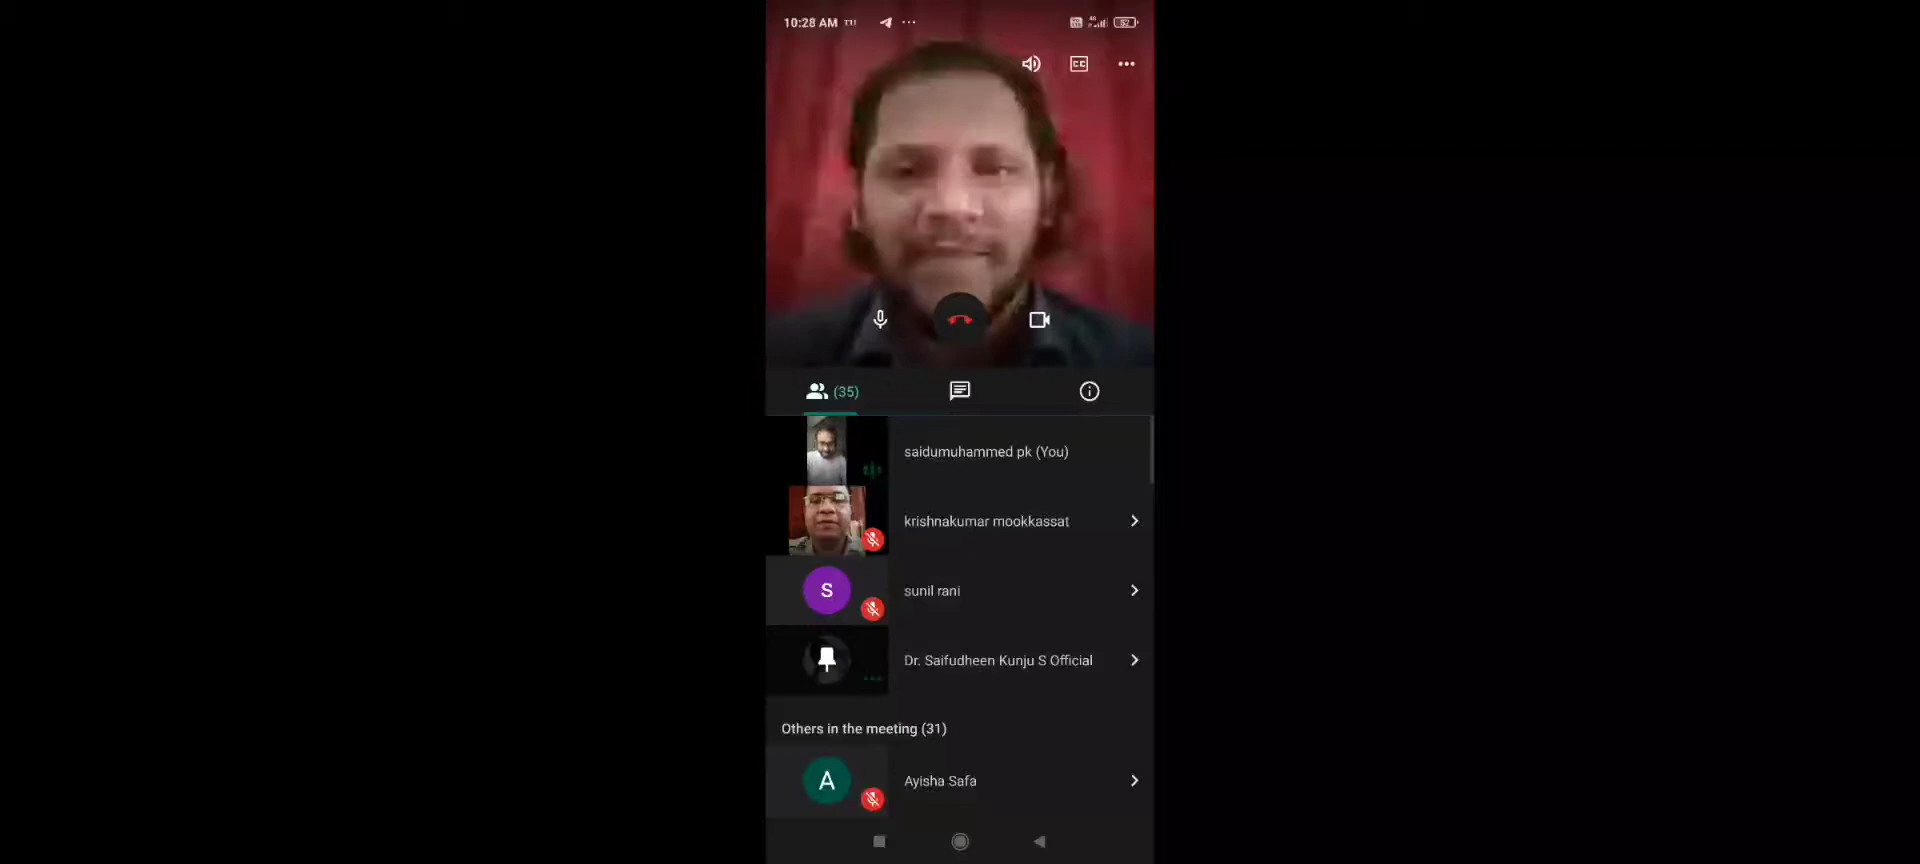 10:28 AM
CC
(35)
saidumuhammed pk (You)
krishnakumar mookkassat
S
sunil rani
Dr. Saifudheen Kunju S Official
Others in the meeting (31)
A
Ayisha Safa